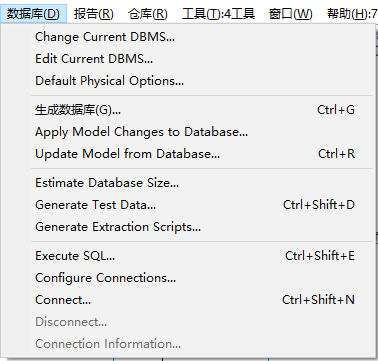 数据库(D) 报告(R) 仓库(R) 工具(T):4工具 窗口(W) 帮助(H):7
Change Current DBMS...
Edit Current DBMS...
Default Physical Options...
生成数据库(G)... Ctrl+G
Apply Model Changes to Database...
Update Model from Database... Ctrl+R
Estimate Database Size...
Generate Test Data... Ctrl+Shift+D
Generate Extraction Scripts...
Execute SQL... Ctrl+Shift+E
Configure Connections...
Connect... Ctrl+Shift+N
Disconnect...
Connection Information...